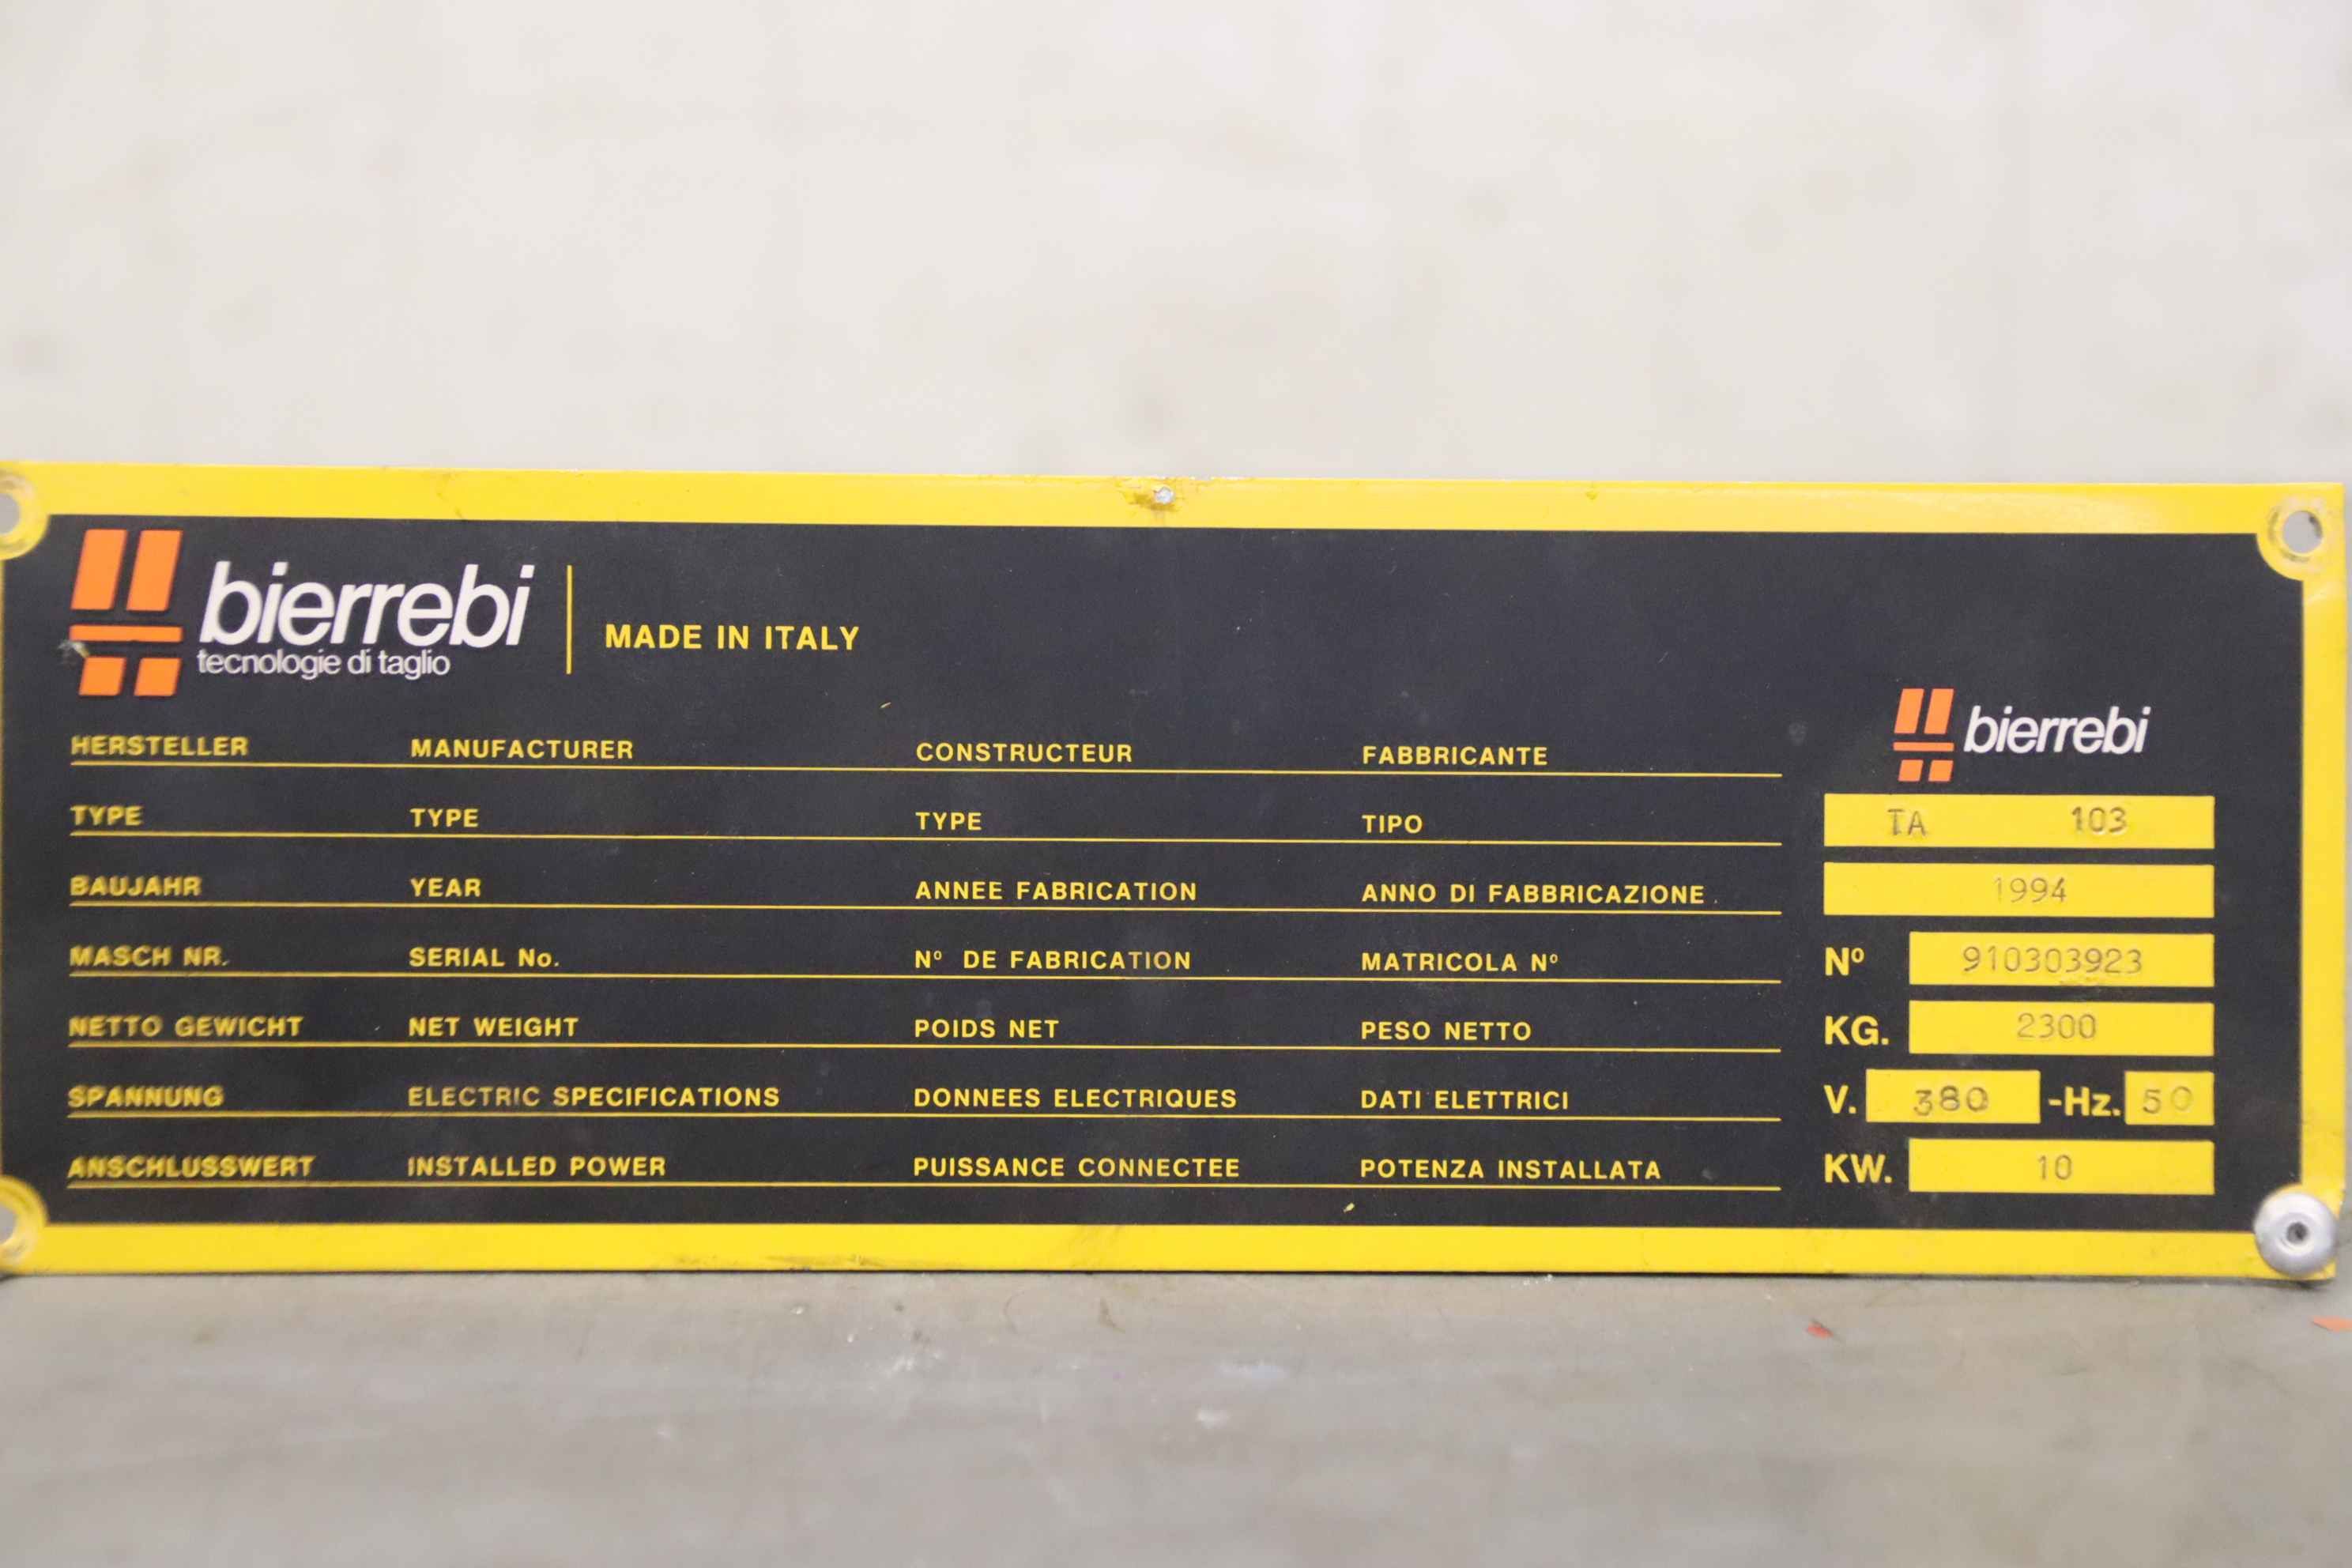 bierrebi
tecnologie di taglio
MADE IN ITALY
bierrebi
HERSTELLER MANUFACTURER CONSTRUCTEUR FABBRICANTE
TYPE TYPE TYPE TIPO TA 103
BAUJAHR YEAR ANNEE FABRICATION ANNO DI FABBRICAZIONE. 1994
MASCH NR. SERIAL No. Nº DE FABRICATION MATRICOLA Nº Nº 910303923
NETTO GEWICHT NET WEIGHT POIDS NET PESO NETTO KG. 2300
SPANNUNG ELECTRIC SPECIFICATIONS DONNEES ELECTRIQUES DATI ELETTRICI V. 380 -Hz. 50
ANSCHLUSSWERT INSTALLED POWER PUISSANCE CONNECTEE POTENZA INSTALLATA KW. 10